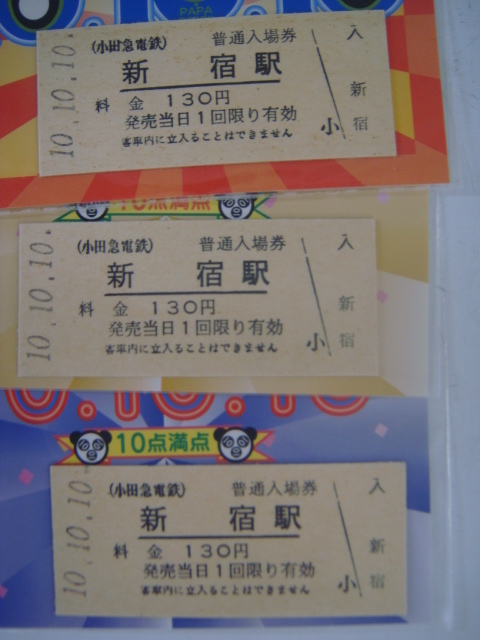 PAPA
10.10.10.
(小田急電鉄) 普通入場券
新宿駅
料金 130円
発売当日1回限り有効
客車内に立入ることはできません
小
入
新
宿
10点満点
10.10.10.
(小田急電鉄) 普通入場券
新宿駅
料金 130円
発売当日1回限り有効
客車内に立入ることはできません
小
入
新
宿
0.10.10
10点満点
10.10.10.
(小田急電鉄) 普通入場券
新宿駅
料金 130円
発売当日1回限り有効
客車内に立入ることはできません
小
入
新
宿